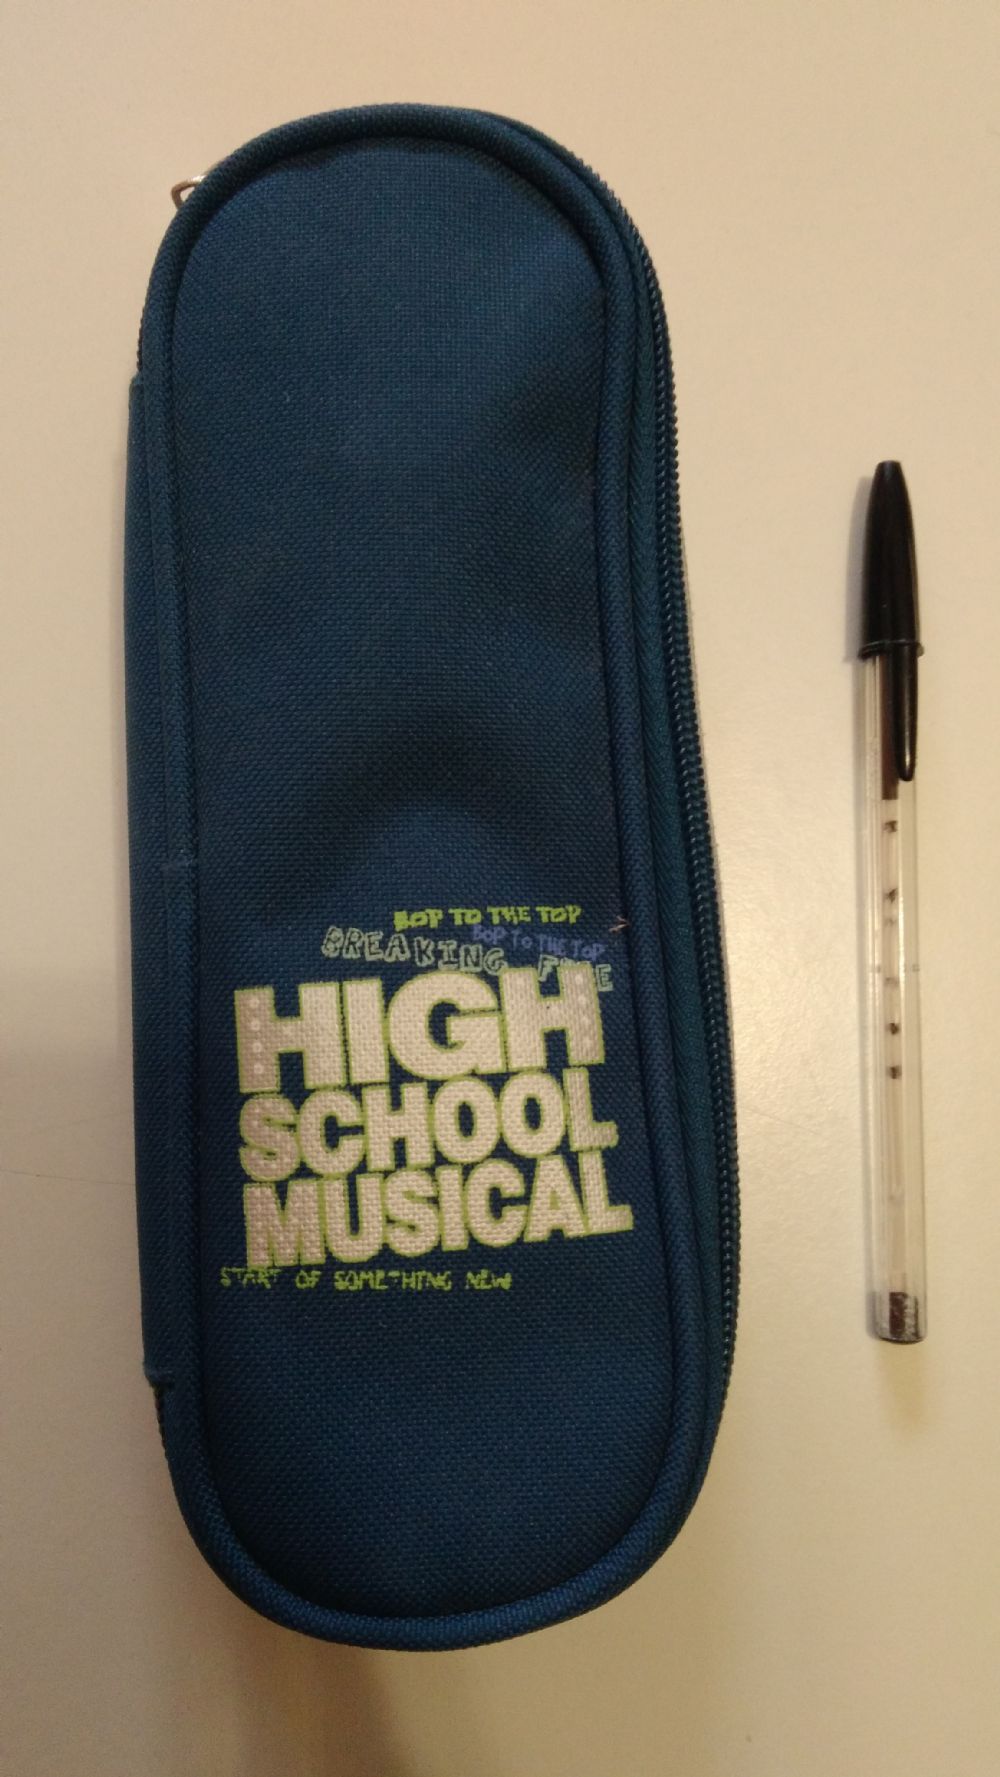 BOP TO THE TOP
BOP TO THE TOP
BREAKING FREE
HIGH
SCHOOL
MUSICAL
START OF SOMETHING NEW